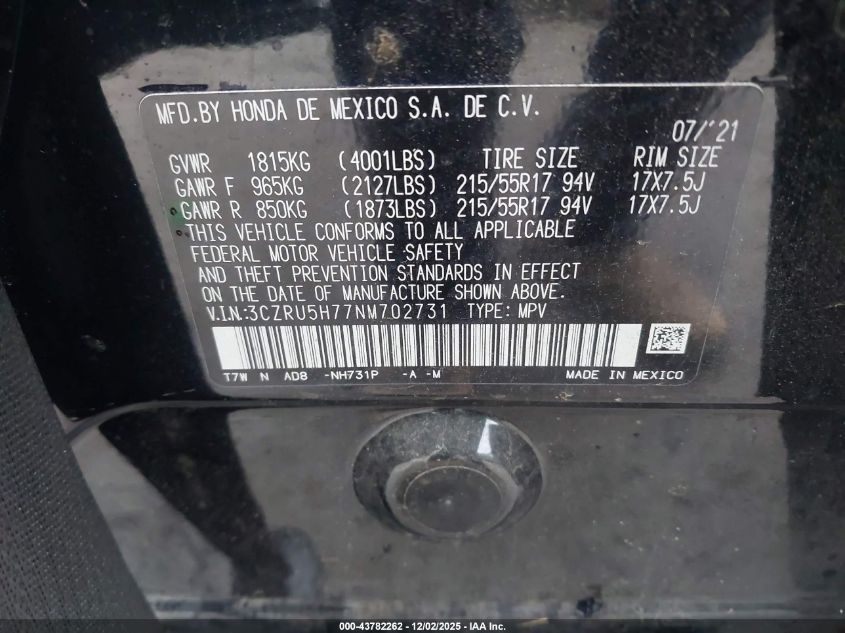 MFD.BY HONDA DE MEXICO S.A. DE C.V.
07/'21
GVWR 1815KG (4001LBS) TIRE SIZE RIM SIZE
GAWR F 965KG (2127LBS) 215/55R17 94V 17X7.5J
GAWR R 850KG (1873LBS) 215/55R17 94V 17X7.5J
THIS VEHICLE CONFORMS TO ALL APPLICABLE
FEDERAL MOTOR VEHICLE SAFETY
AND THEFT PREVENTION STANDARDS IN EFFECT
ON THE DATE OF MANUFACTURE SHOWN ABOVE.
V.I.N.:3CZRU5H77NM702731 TYPE: MPV
T7W N AD8 -NH731P -A -M MADE IN MEXICO
000-43782262 - 12/02/2025 - IAA Inc.